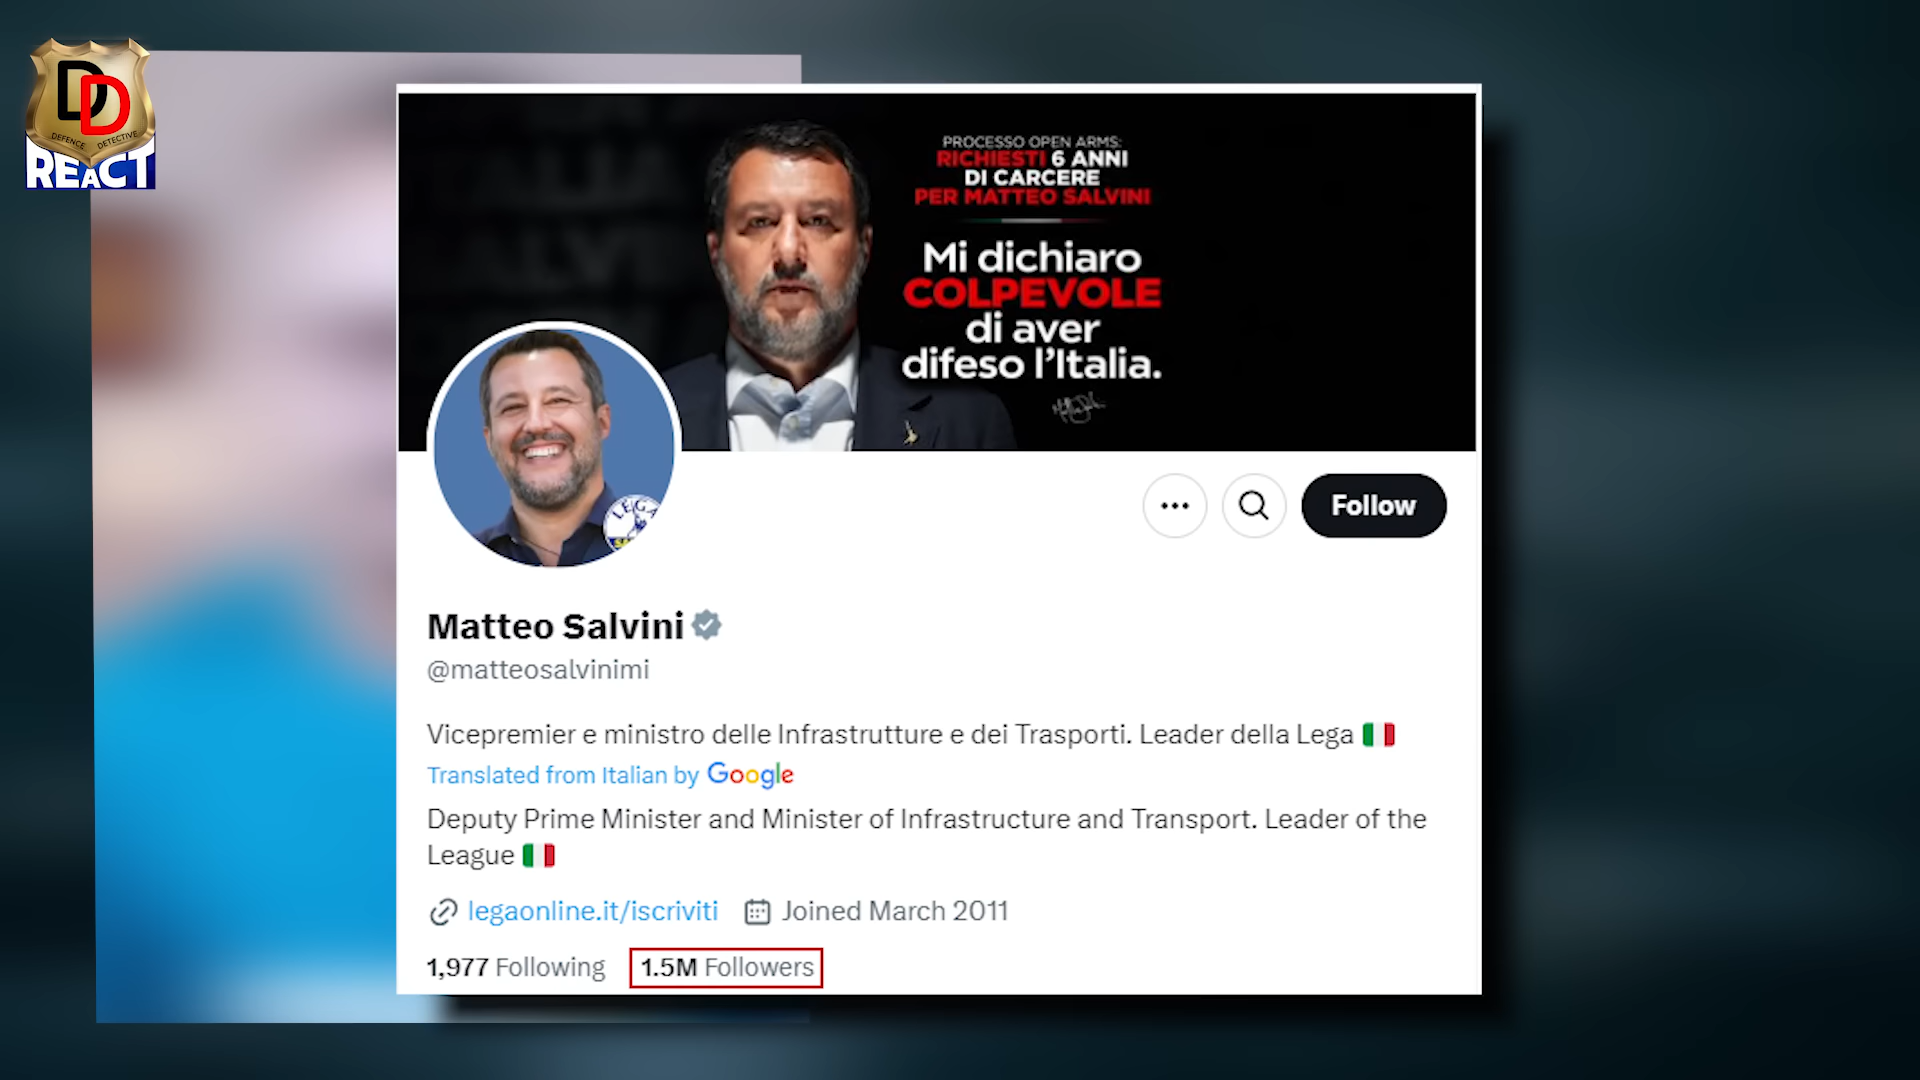 DD
DEFENCE DETECTIVE
REACT
PROCESSO OPEN ARMS:
RICHIESTI 6 ANNI
DI CARCERE
PER MATTEO SALVINI
Mi dichiaro
COLPEVOLE
di aver
difeso l'Italia.
LEGA
Follow
Matteo Salvini
@matteosalvinimi
Vicepremier e ministro delle Infrastrutture e dei Trasporti. Leader della Lega 🇮🇹
Translated from Italian by Google
Deputy Prime Minister and Minister of Infrastructure and Transport. Leader of the
League 🇮🇹
legaonline.it/iscriviti Joined March 2011
1,977 Following 1.5M Followers